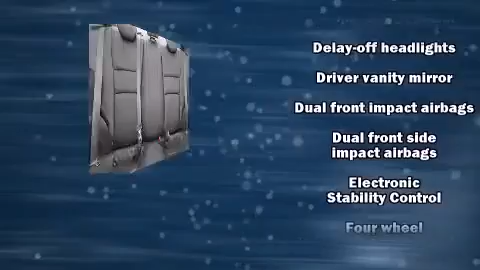 Delay-off headlights
Driver vanity mirror
Dual front impact airbags
Dual front side
impact airbags
Electronic
Stability Control
Four wheel